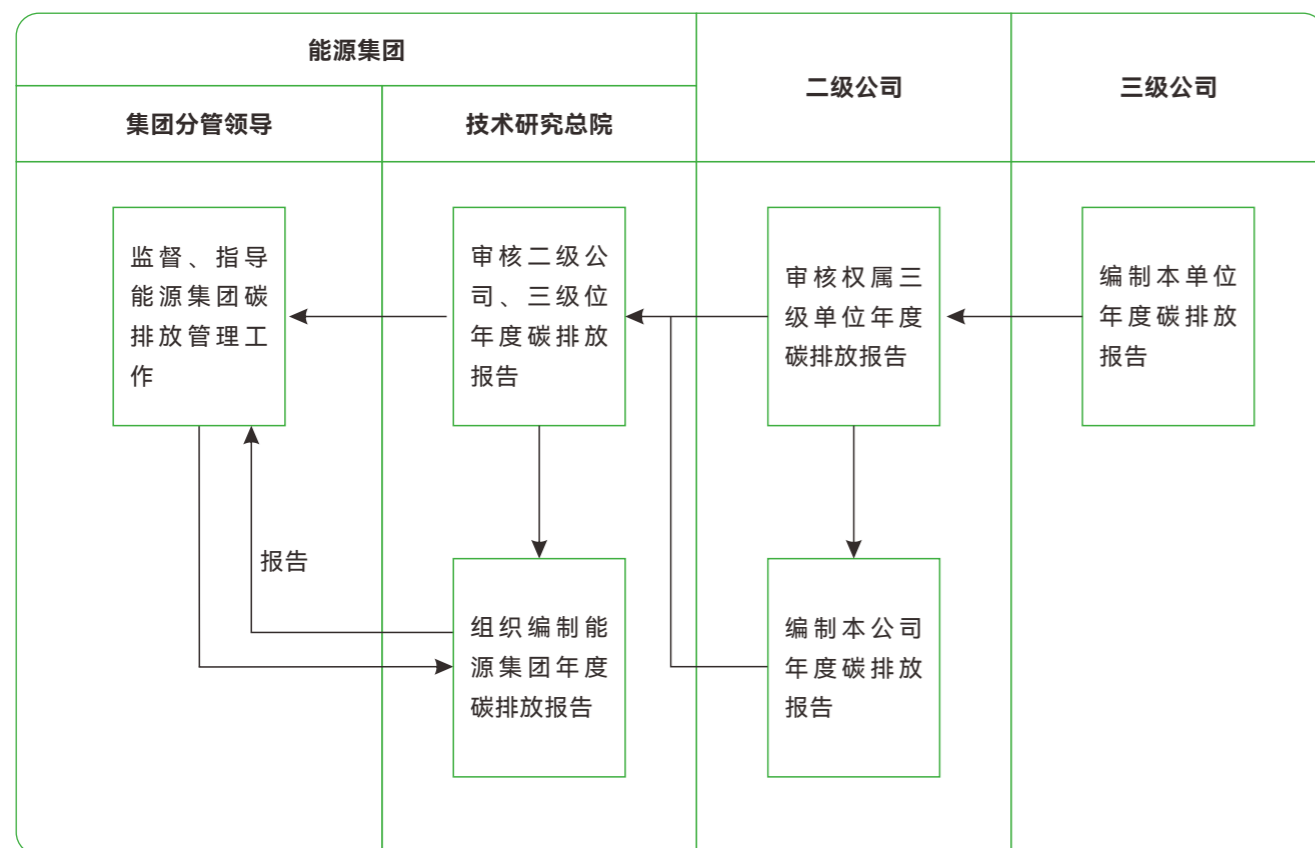 能源集团
二级公司
三级公司
集团分管领导
技术研究总院
监督、指导
能源集团碳
排放管理工
作
审核二级公
司、三级位
年度碳排放
报告
审核权属三
级单位年度
碳排放报告
编制本单位
年度碳排放
报告
报告
组织编制能
源集团年度
碳排放报告
编制本公司
年度碳排放
报告